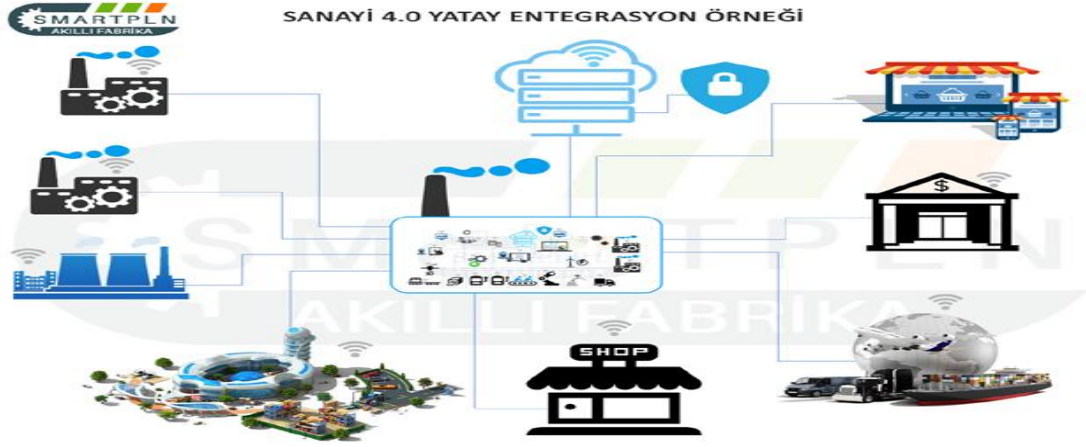 SMARTPLN
AKILLI FABRİKA
SANAYİ 4.0 YATAY ENTEGRASYON ÖRNEĞİ
$
SMARTPLN
AKILLI FABRİKA
SHOP